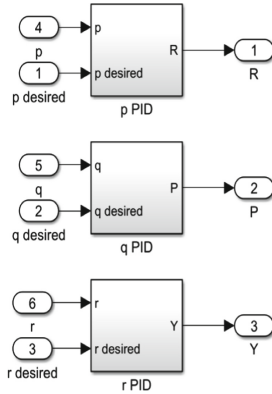 4
p
p
1
p desired
p desired
R
1
R
p PID
5
q
q
2
q desired
q desired
P
2
P
q PID
6
r
r
3
r desired
r desired
Y
3
Y
r PID